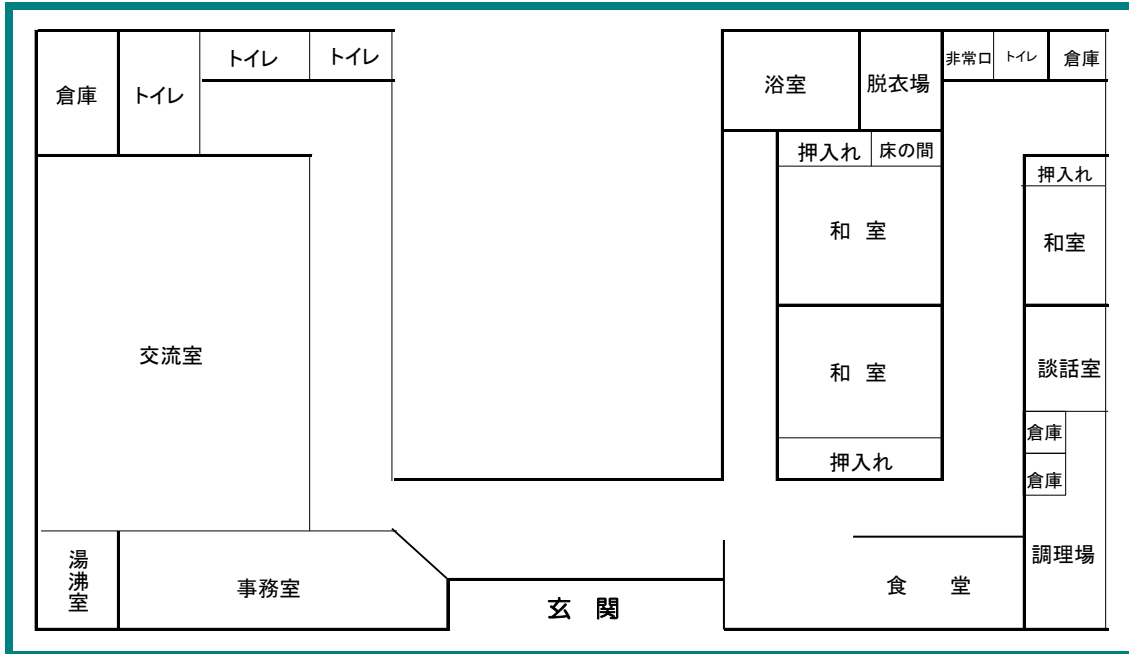 トイレ
トイレ
倉庫
トイレ
浴室
脱衣場
非常口
トイレ
倉庫
押入れ
床の間
押入れ
和 室
和室
交流室
和 室
談話室
倉庫
押入れ
倉庫
湯沸室
事務室
玄 関
食 堂
調理場